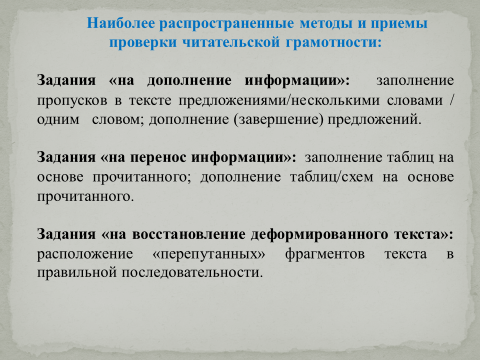 Наиболее распространенные методы и приемы
проверки читательской грамотности:
Задания «на дополнение информации»: заполнение
пропусков в тексте предложениями/несколькими словами /
одним словом; дополнение (завершение) предложений.
Задания «на перенос информации»: заполнение таблиц на
основе прочитанного; дополнение таблиц/схем на основе
прочитанного.
Задания «на восстановление деформированного текста»:
расположение «перепутанных» фрагментов текста в
правильной последовательности.